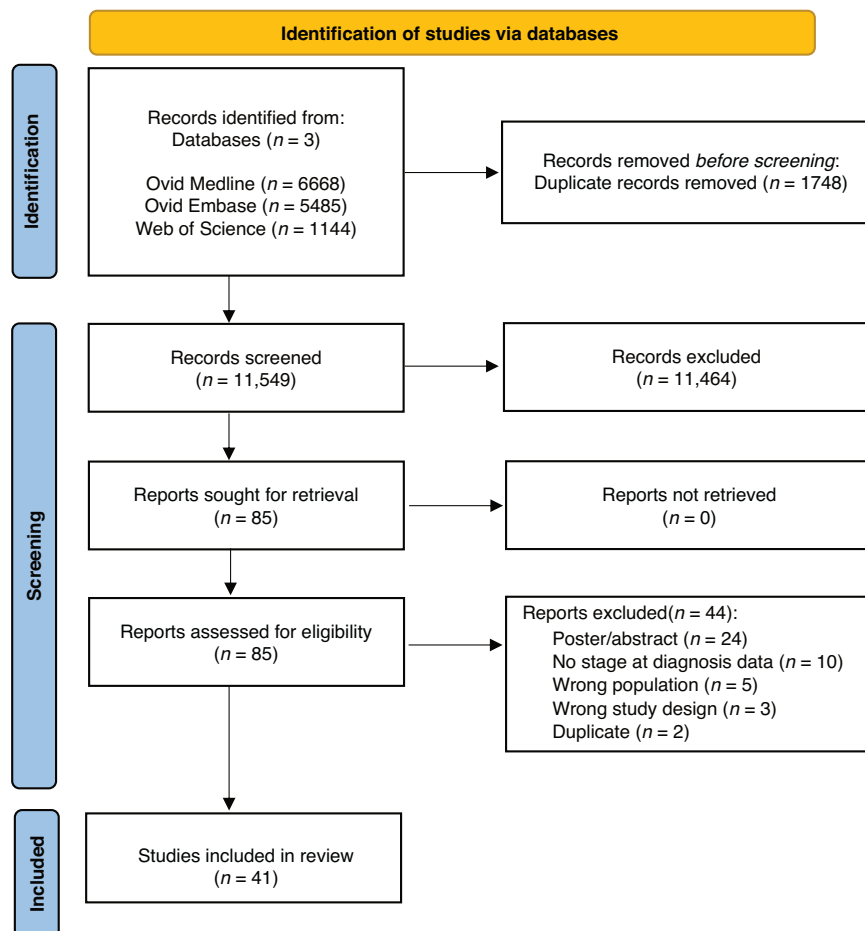 Identification of studies via databases
Identification
Records identified from:
Databases (n = 3)
Ovid Medline (n = 6668)
Ovid Embase (n = 5485)
Web of Science (n = 1144)
Records removed before screening:
Duplicate records removed (n = 1748)
Screening
Records screened
(n = 11,549)
Records excluded
(n = 11,464)
Reports sought for retrieval
(n = 85)
Reports not retrieved
(n = 0)
Reports assessed for eligibility
(n = 85)
Reports excluded(n = 44):
Poster/abstract (n = 24)
No stage at diagnosis data (n = 10)
Wrong population (n = 5)
Wrong study design (n = 3)
Duplicate (n = 2)
Included
Studies included in review
(n = 41)